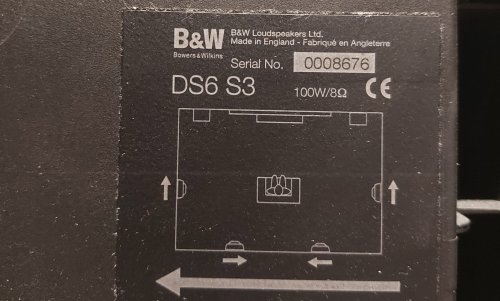 B&W
Bowers & Wilkins
B&W Loudspeakers Ltd.
Made in England - Fabriqué en Angleterre
Serial No. 0008676
DS6 S3
100W/8Ω CE